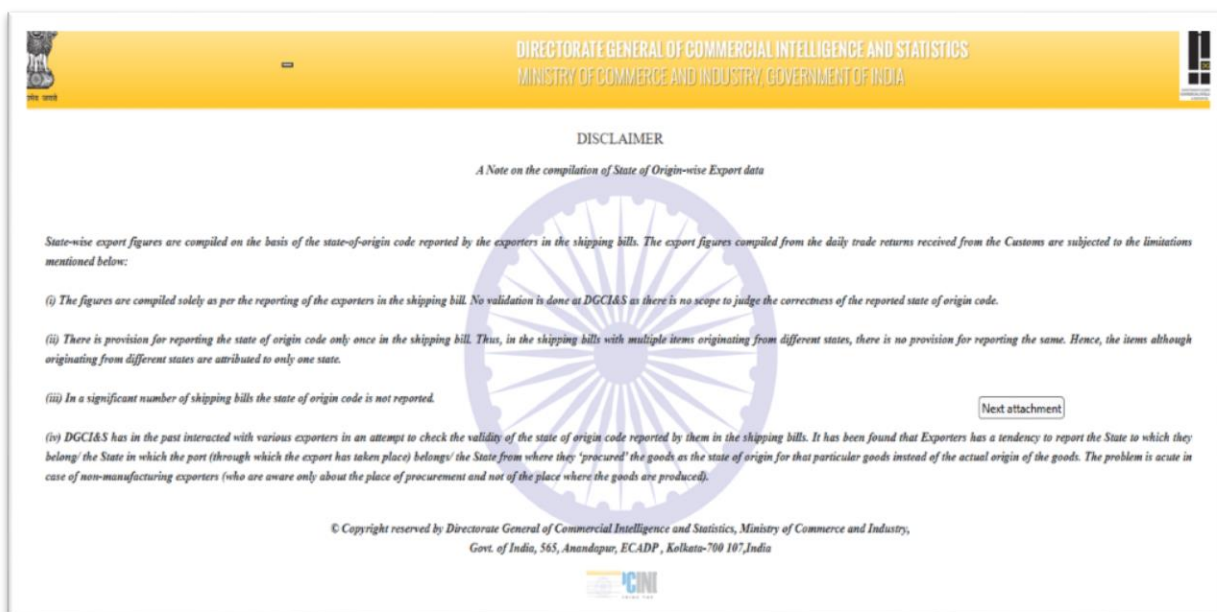 DIRECTORATE GENERAL OF COMMERCIAL INTELLIGENCE AND STATISTICS
MINISTRY OF COMMERCE AND INDUSTRY, GOVERNMENT OF INDIA
DISCLAIMER
A Note on the compilation of State of Origin-wise Export data
State-wise export figures are compiled on the basis of the state-of-origin code reported by the exporters in the shipping bills. The export figures compiled from the daily trade returns received from the Customs are subjected to the limitations
mentioned below:
(i) The figures are compiled solely as per the reporting of the exporters in the shipping bill. No validation is done at DGCI&S as there is no scope to judge the correctness of the reported state of origin code.
(ii) There is provision for reporting the state of origin code only once in the shipping bill. Thus, in the shipping bills with multiple items originating from different states, there is no provision for reporting the same. Hence, the items although
originating from different states are attributed to only one state.
(iii) In a significant number of shipping bills the state of origin code is not reported.
Next attachment
(iv) DGCI&S has in the past interacted with various exporters in an attempt to check the validity of the state of origin code reported by them in the shipping bills. It has been found that Exporters has a tendency to report the State to which they
belong/ the State in which the port (through which the export has taken place) belongs/ the State from where they ‘procured’ the goods as the state of origin for that particular goods instead of the actual origin of the goods. The problem is acute in
case of non-manufacturing exporters (who are aware only about the place of procurement and not of the place where the goods are produced).
© Copyright reserved by Directorate General of Commercial Intelligence and Statistics, Ministry of Commerce and Industry,
Govt. of India, 565, Anandapur, ECADP , Kolkata-700 107,India